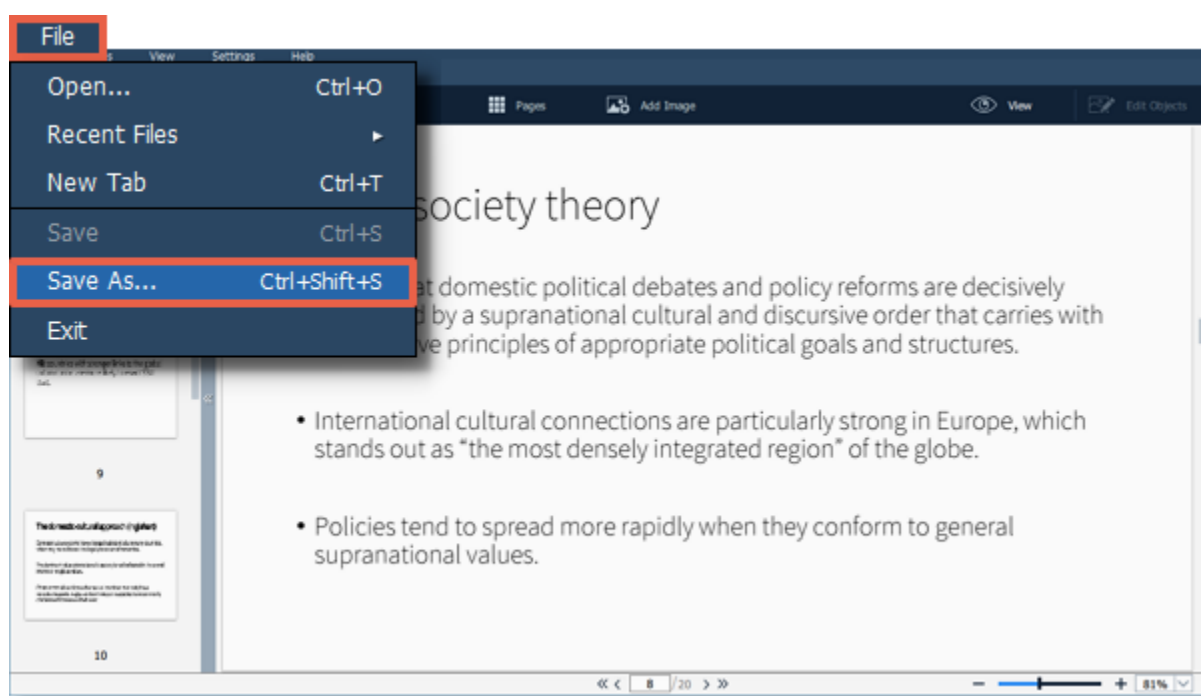 File
View Settings Help
Open... Ctrl+O
Recent Files
New Tab Ctrl+T
Save Ctrl+S
Save As... Ctrl+Shift+S
Exit
Pages Add Image View Edit Objects
society theory
at domestic political debates and policy reforms are decisively
by a supranational cultural and discursive order that carries with
ve principles of appropriate political goals and structures.
• International cultural connections are particularly strong in Europe, which
stands out as “the most densely integrated region” of the globe.
• Policies tend to spread more rapidly when they conform to general
supranational values.
9
10
8 /20 81%